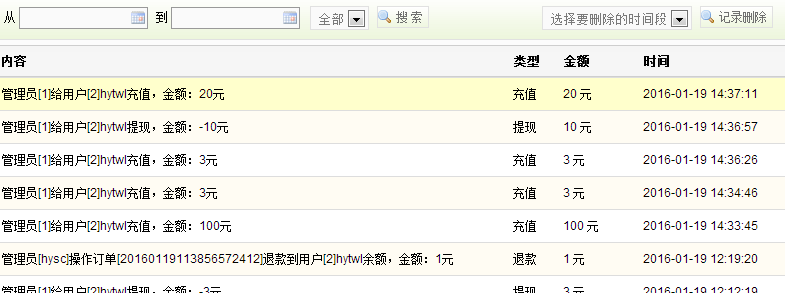 从 到 全部 搜 索 选择要删除的时间段 记录删除
内容 类型 金额 时间
管理员[1]给用户[2]hytwl充值，金额：20元 充值 20 元 2016-01-19 14:37:11
管理员[1]给用户[2]hytwl提现，金额：-10元 提现 10 元 2016-01-19 14:36:57
管理员[1]给用户[2]hytwl充值，金额：3元 充值 3 元 2016-01-19 14:36:26
管理员[1]给用户[2]hytwl充值，金额：3元 充值 3 元 2016-01-19 14:34:46
管理员[1]给用户[2]hytwl充值，金额：100元 充值 100 元 2016-01-19 14:33:45
管理员[hysc]操作订单[20160119113856572412]退款到用户[2]hytwl余额，金额：1元 退款 1 元 2016-01-19 12:19:20
管理员[1]给用户[2]hytwl提现，金额：-3元 提现 3 元 2016-01-19 12:12:19